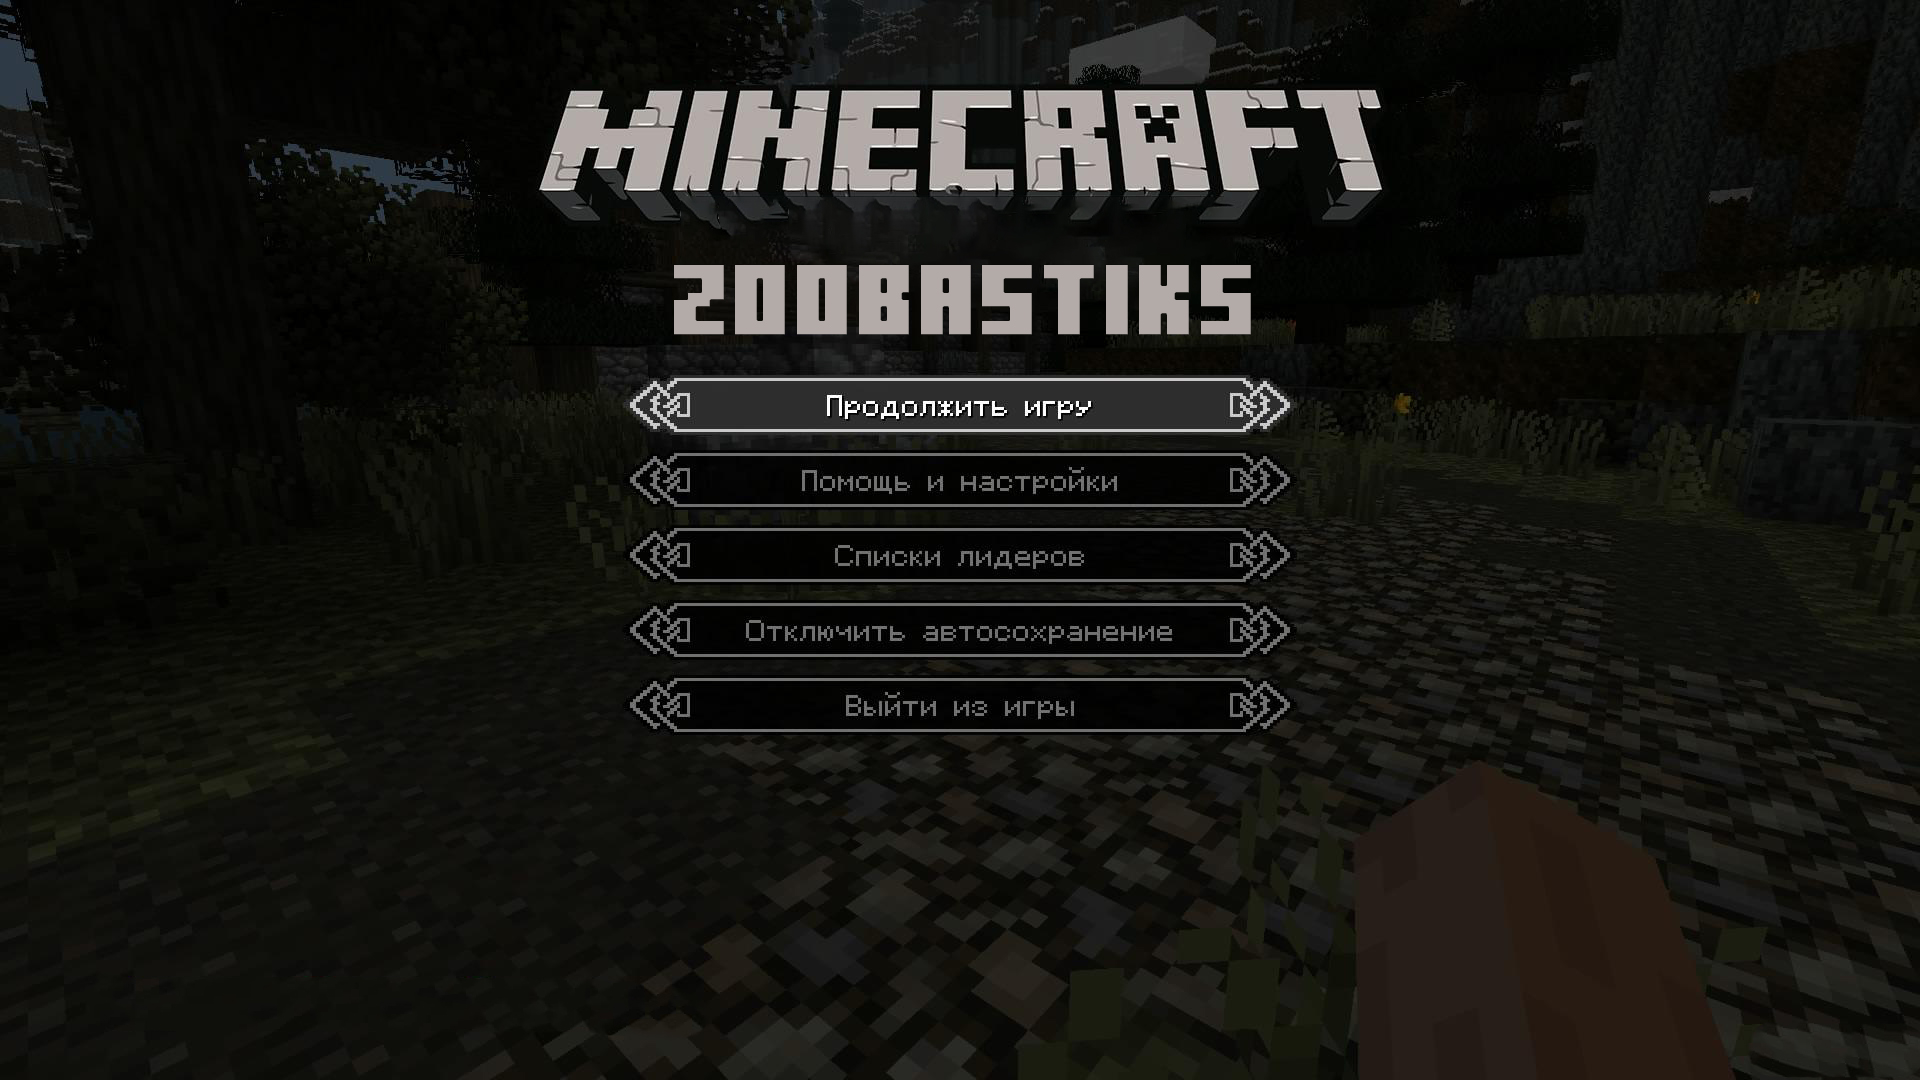 MINECRAFT
ZOOBASTIKS
Продолжить игру
Помощь и настройки
Списки лидеров
Отключить автосохранение
Выйти из игры